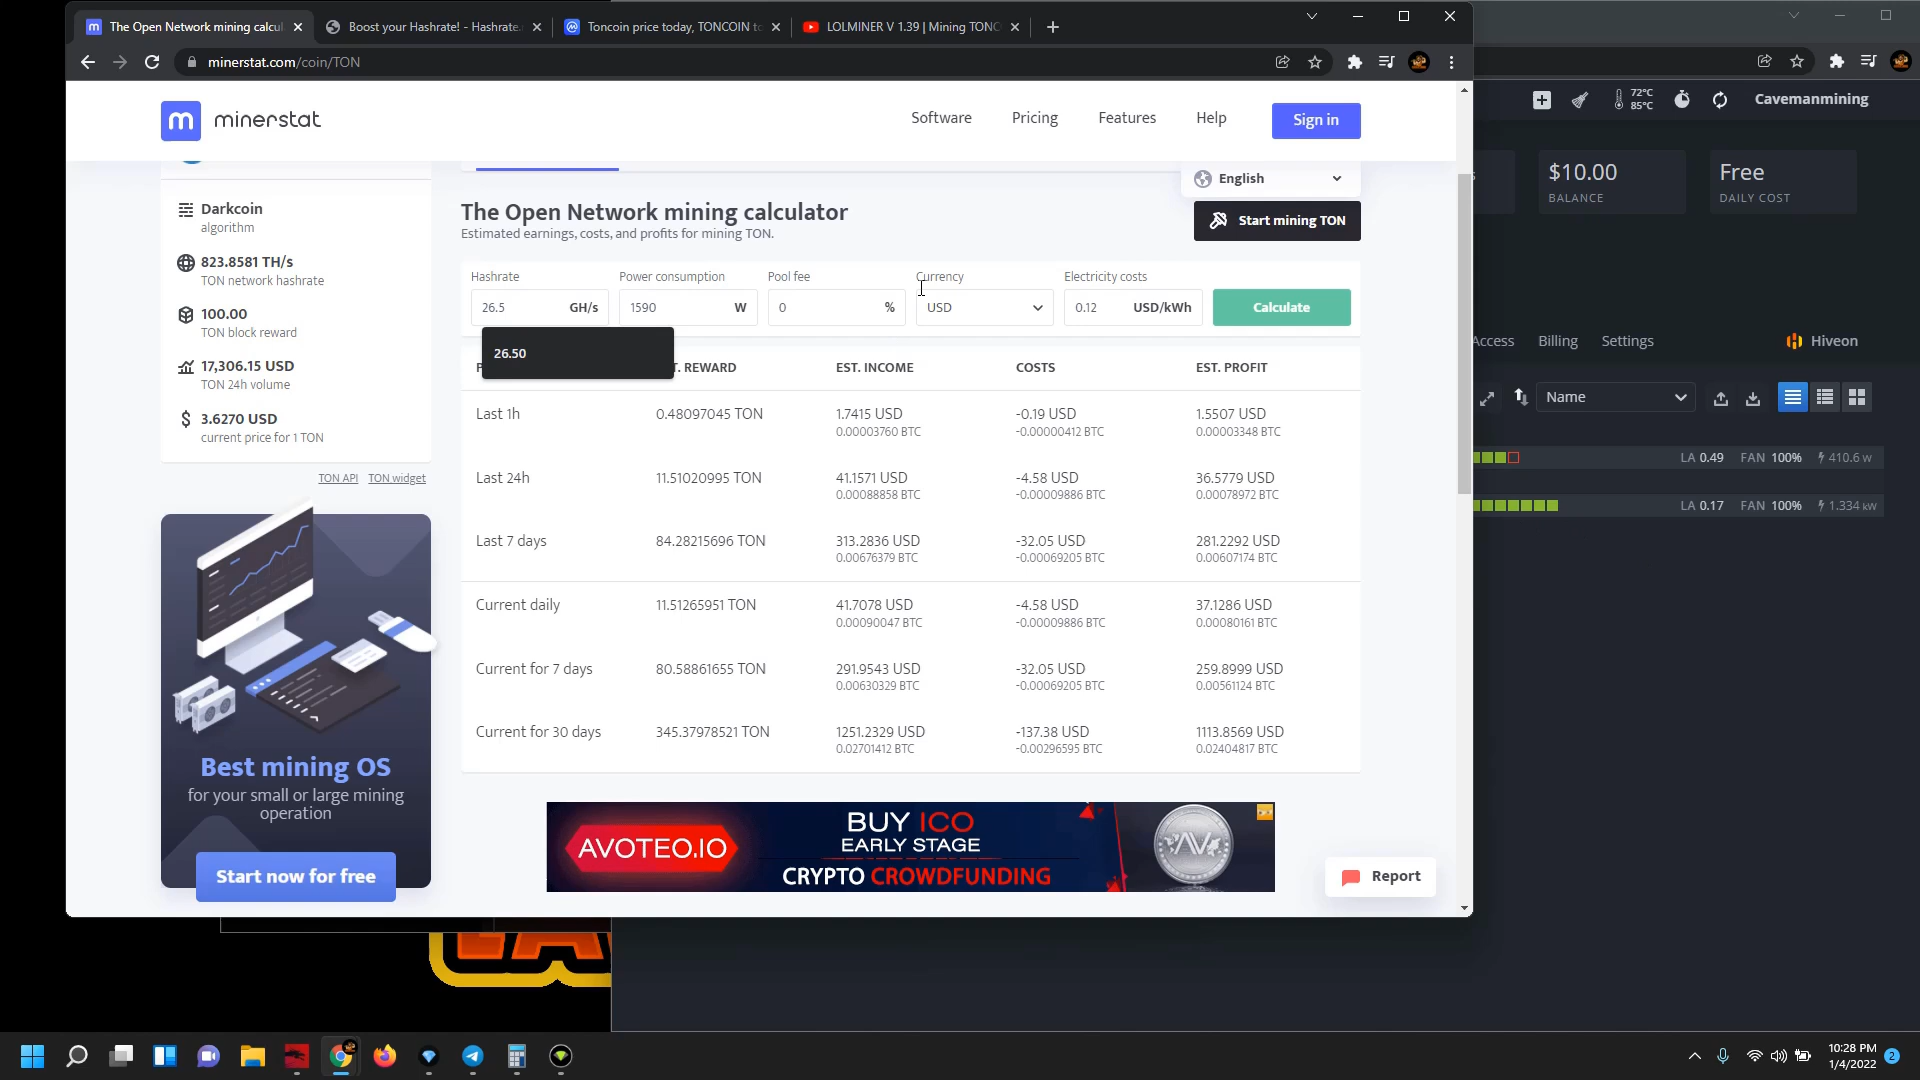 The Open Network mining calcu
Boost your Hashrate! - Hashrate.
Toncoin price today, TONCOIN to
LOLMINER V 1.39 | Mining TONC
minerstat.com/coin/TON
m minerstat
Software
Pricing
Features
Help
Sign in
English
Darkcoin
algorithm
823.8581 TH/s
TON network hashrate
100.00
TON block reward
17,306.15 USD
TON 24h volume
$ 3.6270 USD
current price for 1 TON
TON API TON widget
Best mining OS
for your small or large mining
operation
Start now for free
The Open Network mining calculator
Estimated earnings, costs, and profits for mining TON.
Start mining TON
Hashrate Power consumption Pool fee Currency Electricity costs
26.5 GH/s 1590 W 0 % USD 0.12 USD/kWh Calculate
26.50
T. REWARD EST. INCOME COSTS EST. PROFIT
Last 1h 0.48097045 TON 1.7415 USD -0.19 USD 1.5507 USD
0.00003760 BTC -0.00000412 BTC 0.00003348 BTC
Last 24h 11.51020995 TON 41.1571 USD -4.58 USD 36.5779 USD
0.00088858 BTC -0.00009886 BTC 0.00078972 BTC
Last 7 days 84.28215696 TON 313.2836 USD -32.05 USD 281.2292 USD
0.00676379 BTC -0.00069205 BTC 0.00607174 BTC
Current daily 11.51265951 TON 41.7078 USD -4.58 USD 37.1286 USD
0.00090047 BTC -0.00009886 BTC 0.00080161 BTC
Current for 7 days 80.58861655 TON 291.9543 USD -32.05 USD 259.8999 USD
0.00630329 BTC -0.00069205 BTC 0.00561124 BTC
Current for 30 days 345.37978521 TON 1251.2329 USD -137.38 USD 1113.8569 USD
0.02701412 BTC -0.00296595 BTC 0.02404817 BTC
AVOTEO.IO
BUY ICO
EARLY STAGE
CRYPTO CROWDFUNDING
AV
Report
72°C
85°C
Cavemanmining
$10.00
BALANCE
Free
DAILY COST
Access Billing Settings Hiveon
Name
LA 0.49 FAN 100% 410.6 W
LA 0.17 FAN 100% 1.334 kW
10:28 PM
1/4/2022
2